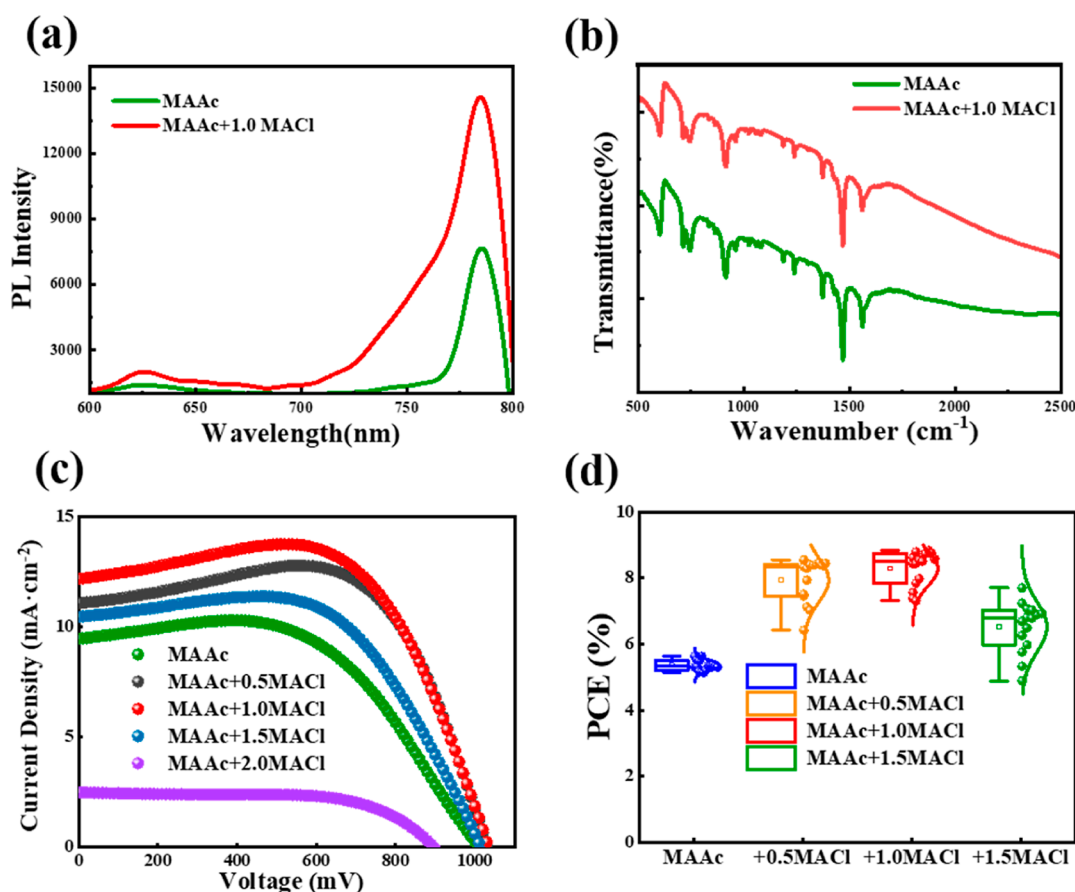 (a)
MAAc
MAAc+1.0 MACl
PL Intensity
15000
12000
9000
6000
3000
600
650
700
750
800
Wavelength(nm)
(b)
MAAc
MAAc+1.0 MACl
Transmittance(%)
500
1000
1500
2000
2500
Wavenumber (cm⁻¹)
(c)
Current Density (mA·cm⁻²)
15
10
5
0
MAAc
MAAc+0.5MACl
MAAc+1.0MACl
MAAc+1.5MACl
MAAc+2.0MACl
0
200
400
600
800
1000
Voltage (mV)
(d)
PCE (%)
10
8
6
4
2
0
MAAc
MAAc+0.5MACl
MAAc+1.0MACl
MAAc+1.5MACl
MAAc
+0.5MACl
+1.0MACl
+1.5MACl